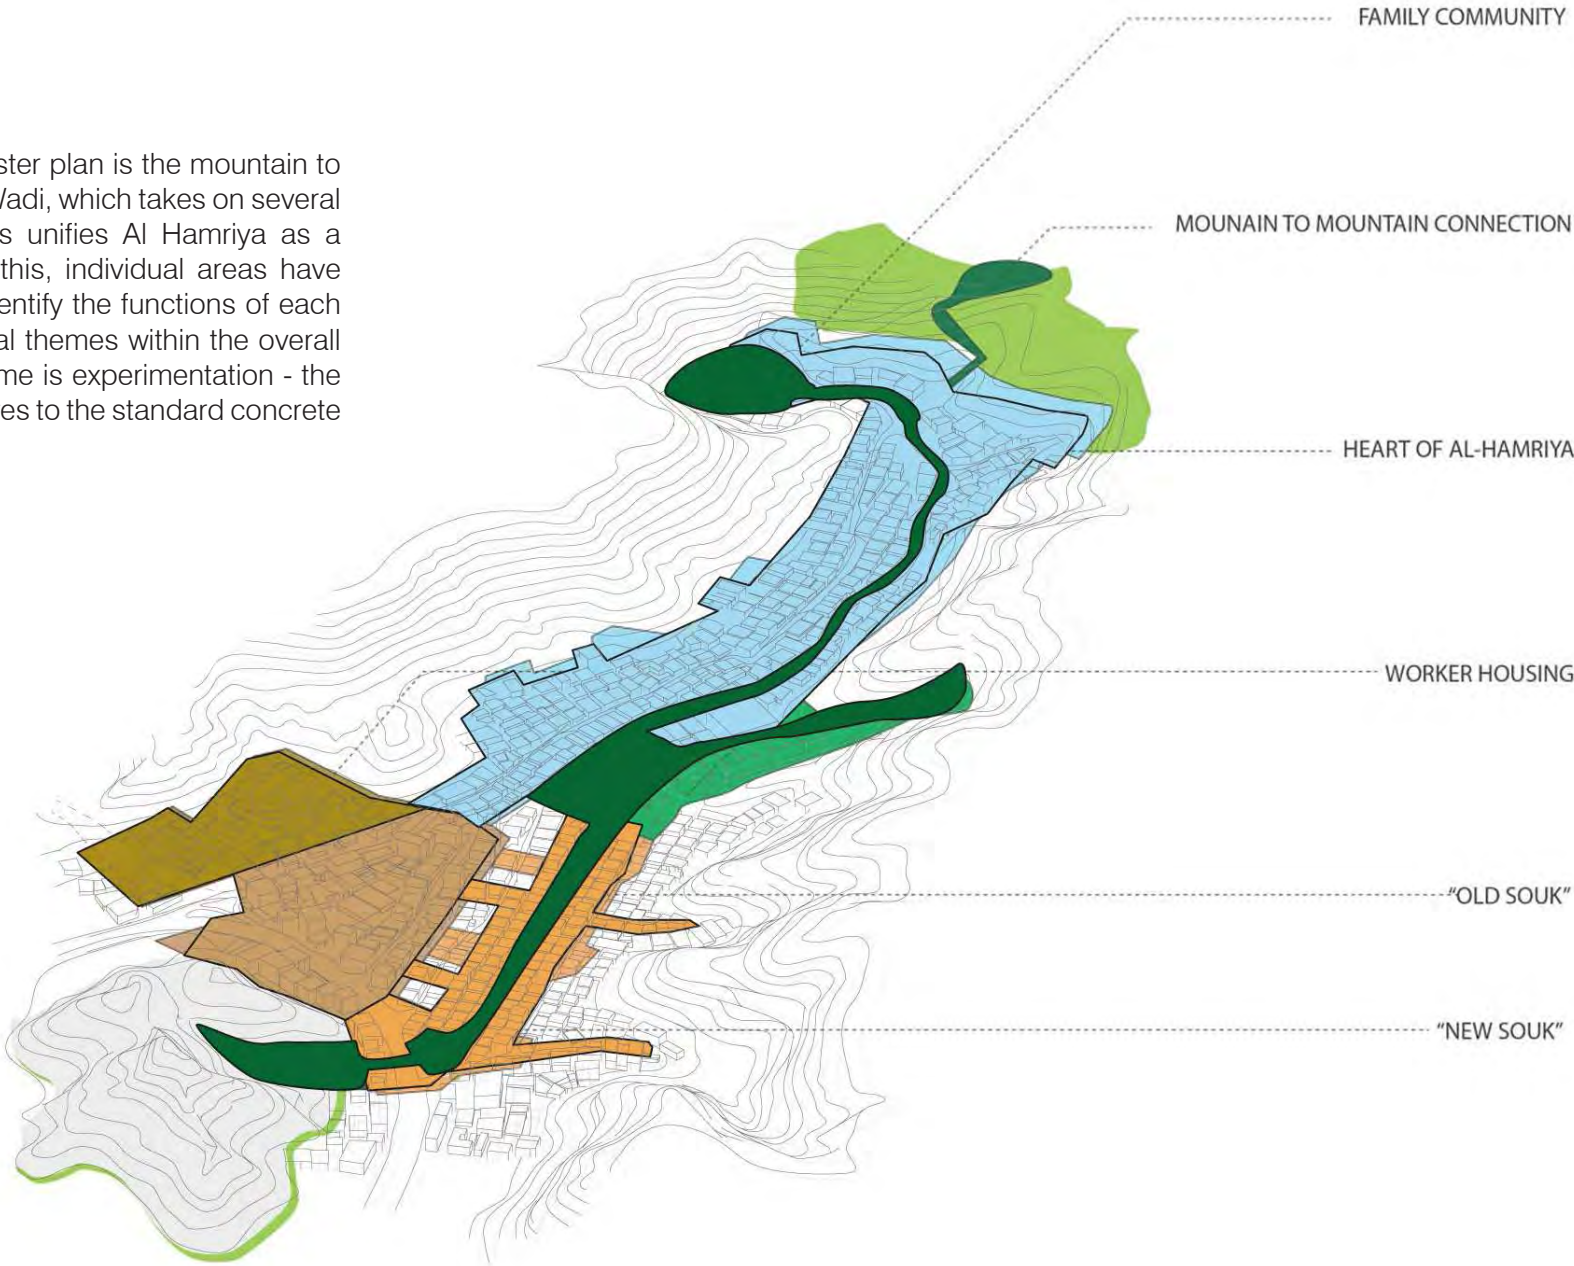 FAMILY COMMUNITY
ster plan is the mountain to
Wadi, which takes on several
s unifies Al Hamriya as a
this, individual areas have
entify the functions of each
al themes within the overall
me is experimentation - the
es to the standard concrete
MOUNAIN TO MOUNTAIN CONNECTION
HEART OF AL-HAMRIYA
WORKER HOUSING
“OLD SOUK”
“NEW SOUK”